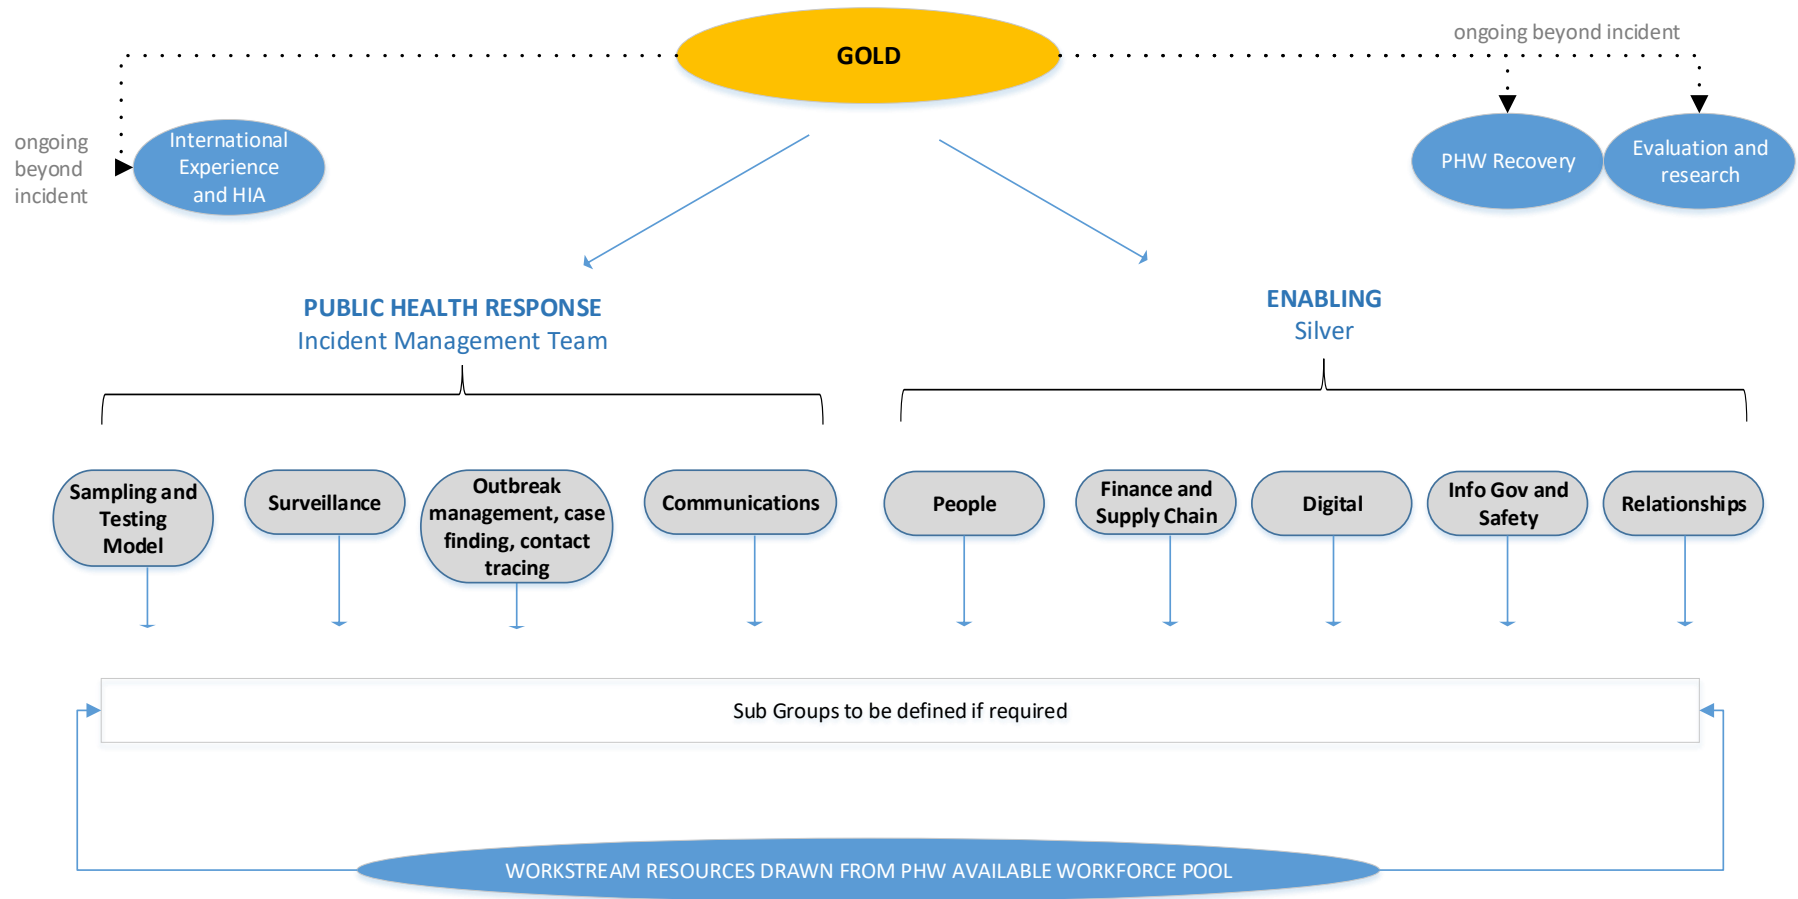 GOLD
ongoing beyond incident
ongoing
beyond
incident
International
Experience
and HIA
PHW Recovery
Evaluation and
research
PUBLIC HEALTH RESPONSE
Incident Management Team
ENABLING
Silver
Sampling and
Testing
Model
Surveillance
Outbreak
management, case
finding, contact
tracing
Communications
People
Finance and
Supply Chain
Digital
Info Gov and
Safety
Relationships
Sub Groups to be defined if required
WORKSTREAM RESOURCES DRAWN FROM PHW AVAILABLE WORKFORCE POOL